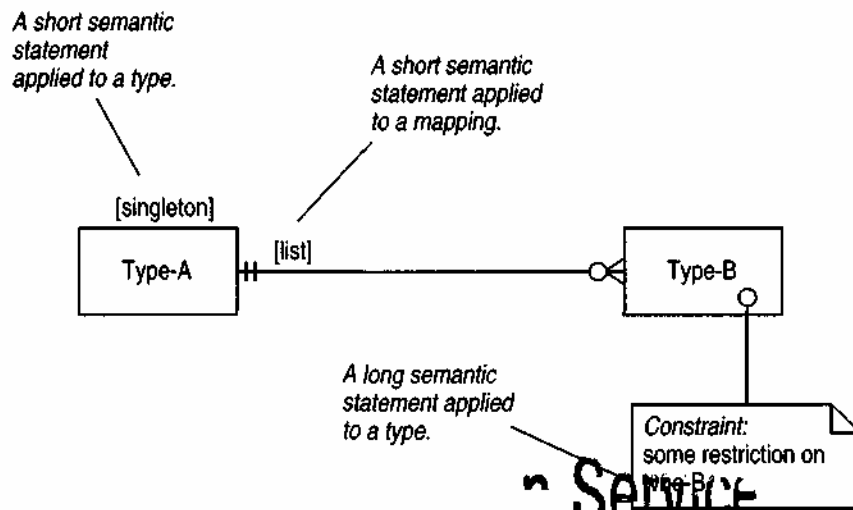 A short semantic
statement
applied to a type.
A short semantic
statement applied
to a mapping.
[singleton]
[list]
Type-A
Type-B
A long semantic
statement applied
to a type.
Constraint:
some restriction on
Service